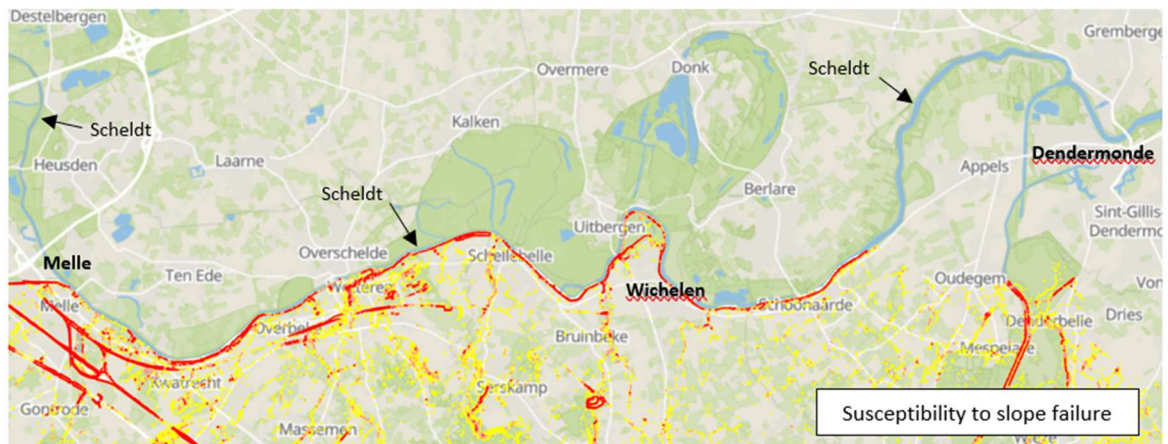 Destelbergen
Grembergen
Overmere
Donk
Scheldt
Scheldt
Kalken
Heusden
Laarne
Dendermonde
Appels
Berlare
Scheldt
Uitbergen
Sint-Gillis-
Dendermo
Overschelde
Schellebelle
Melle
Ten Ede
Wichelen
Oudegem
Melle
Schoonaarde
Overbel
Bruinbeke
Denderbelle
Dries
Mespelare
Kwatrecht
Serskamp
Gontrode
Massemen
Susceptibility to slope failure